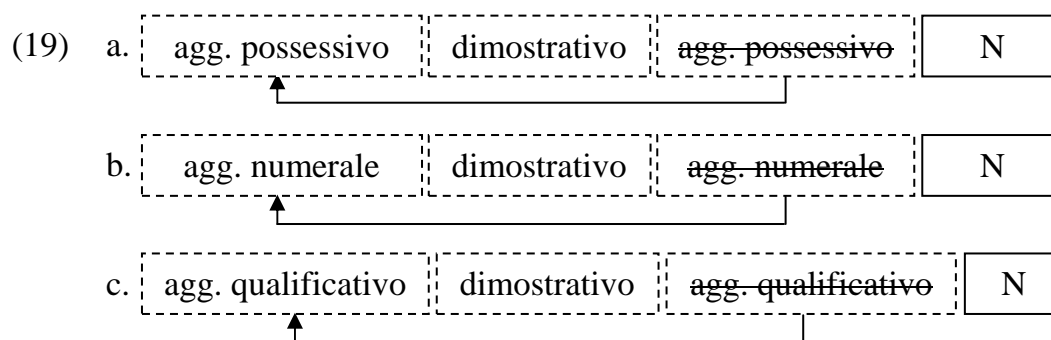 (19) a. agg. possessivo dimostrativo agg. possessivo N
b. agg. numerale dimostrativo agg. numerale N
c. agg. qualificativo dimostrativo agg. qualificativo N